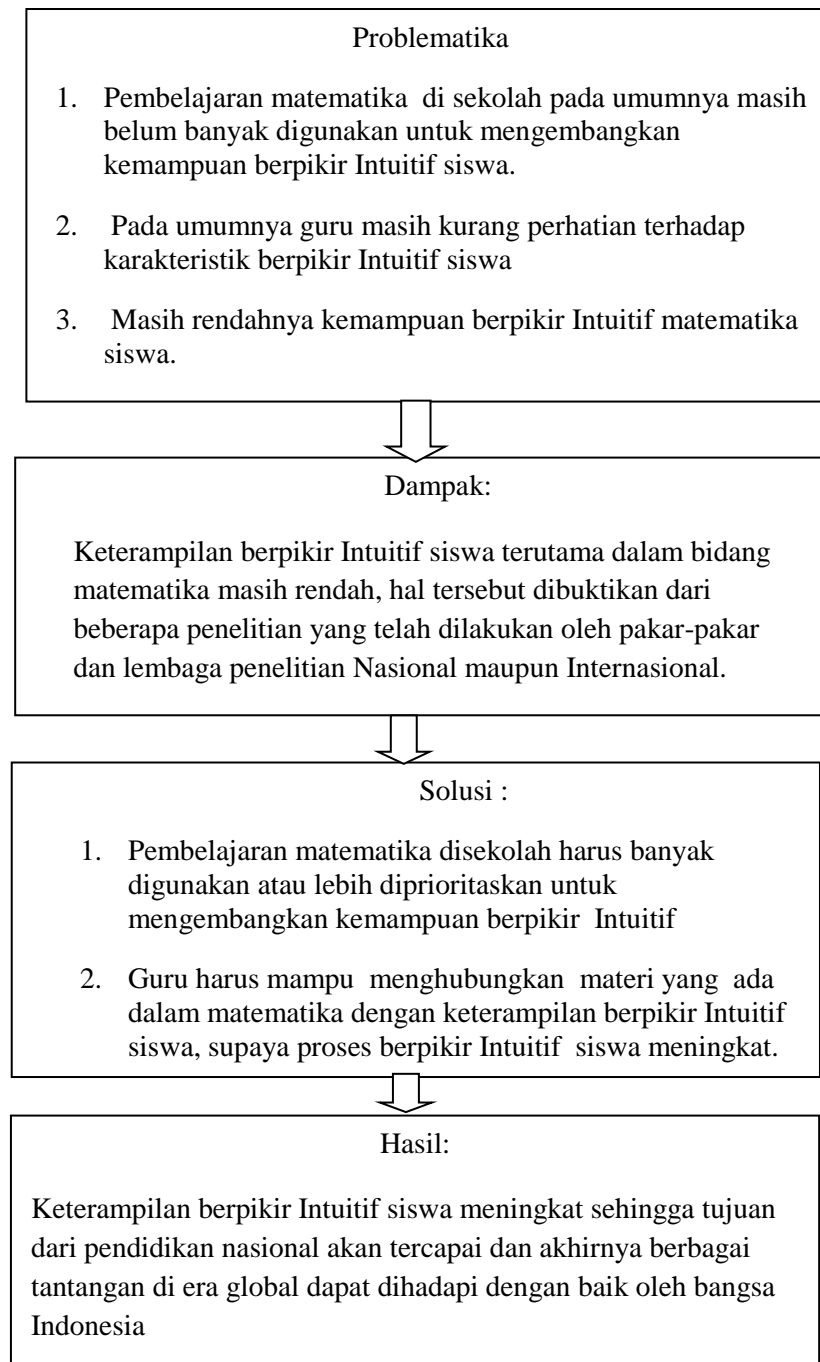 Problematika
1. Pembelajaran matematika di sekolah pada umumnya masih
belum banyak digunakan untuk mengembangkan
kemampuan berpikir Intuitif siswa.
2. Pada umumnya guru masih kurang perhatian terhadap
karakteristik berpikir Intuitif siswa
3. Masih rendahnya kemampuan berpikir Intuitif matematika
siswa.
Dampak:
Keterampilan berpikir Intuitif siswa terutama dalam bidang
matematika masih rendah, hal tersebut dibuktikan dari
beberapa penelitian yang telah dilakukan oleh pakar-pakar
dan lembaga penelitian Nasional maupun Internasional.
Solusi :
1. Pembelajaran matematika disekolah harus banyak
digunakan atau lebih diprioritaskan untuk
mengembangkan kemampuan berpikir Intuitif
2. Guru harus mampu menghubungkan materi yang ada
dalam matematika dengan keterampilan berpikir Intuitif
siswa, supaya proses berpikir Intuitif siswa meningkat.
Hasil:
Keterampilan berpikir Intuitif siswa meningkat sehingga tujuan
dari pendidikan nasional akan tercapai dan akhirnya berbagai
tantangan di era global dapat dihadapi dengan baik oleh bangsa
Indonesia